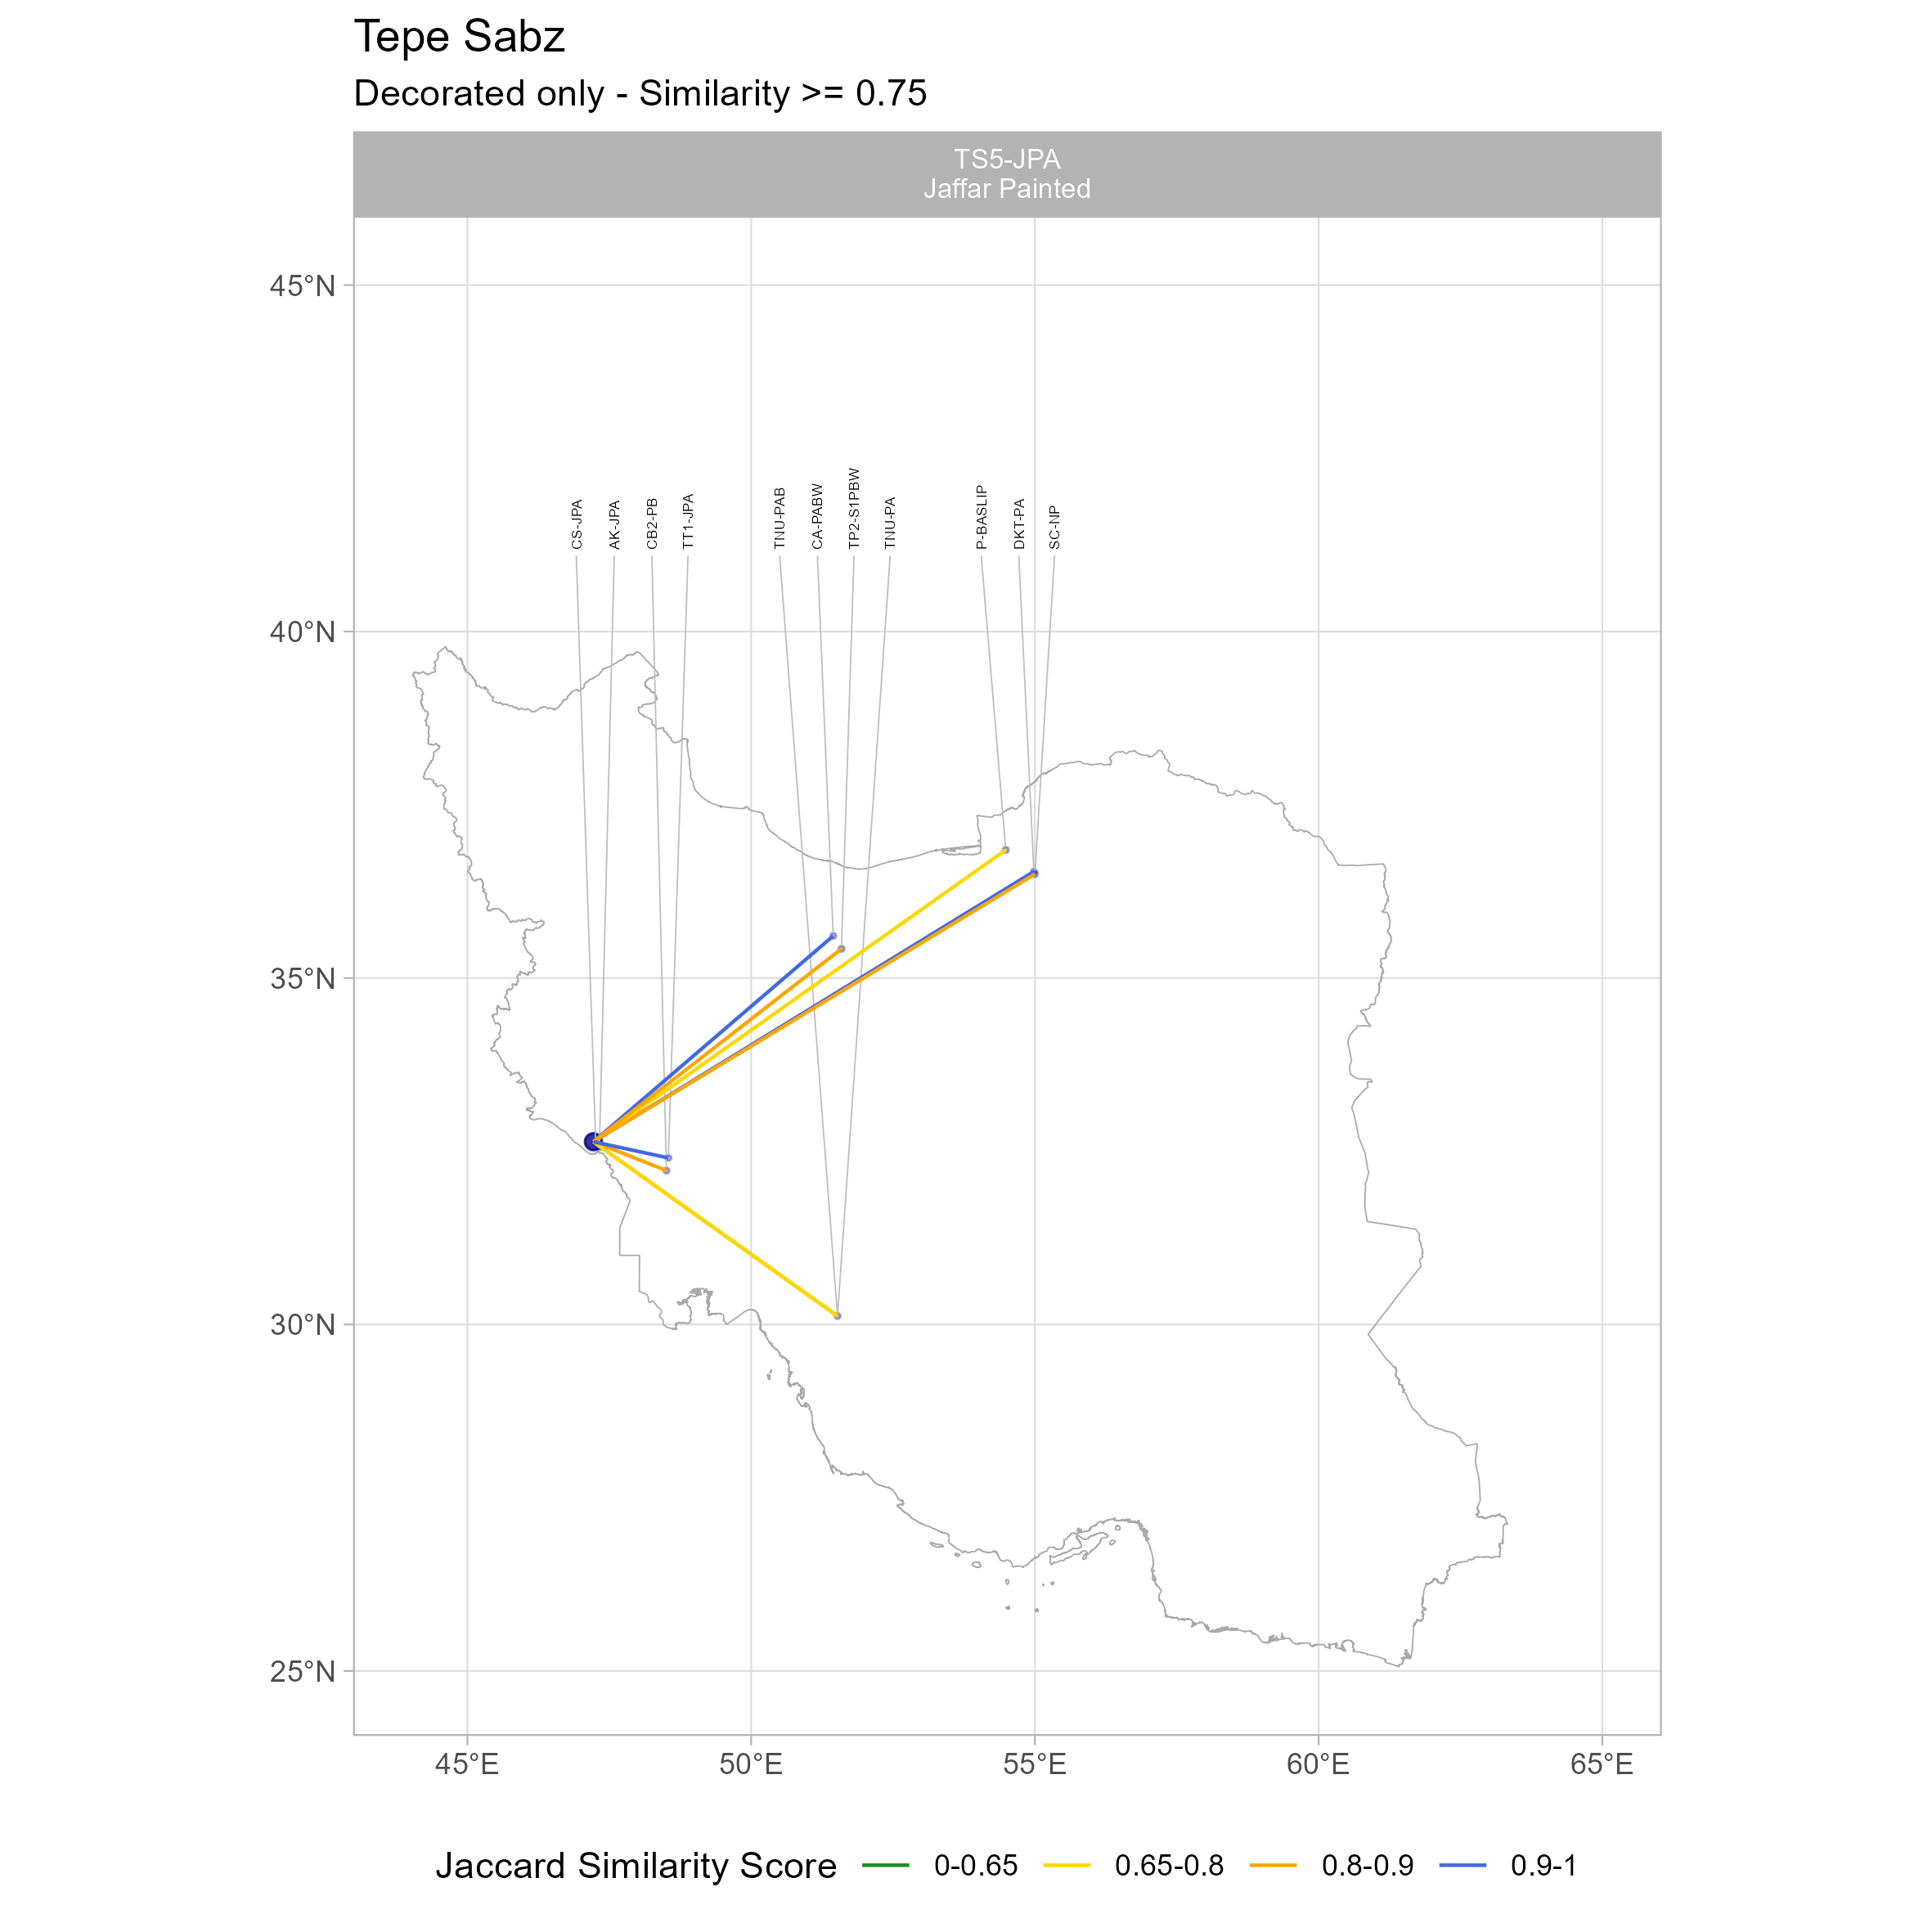 Tepe Sabz
Decorated only - Similarity >= 0.75
TS5-JPA
Jaffar Painted
45°N
40°N
35°N
30°N
25°N
CS-JPA
AK-JPA
CB2-PB
TT1-JPA
TNU-PAB
CA-PABW
TP2-S1PBW
TNU-PA
P-BASLIP
DKT-PA
SC-NP
45°E
50°E
55°E
60°E
65°E
Jaccard Similarity Score 0-0.65 0.65-0.8 0.8-0.9 0.9-1